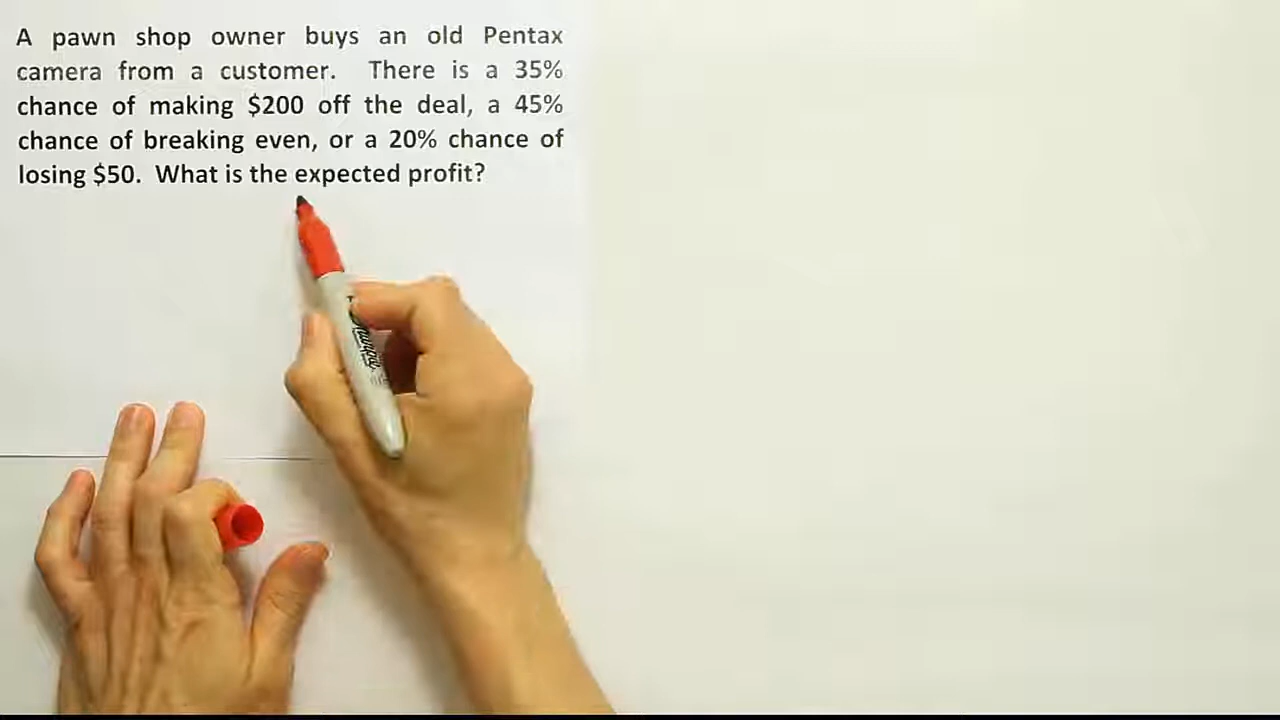 A pawn shop owner buys an old Pentax
camera from a customer. There is a 35%
chance of making $200 off the deal, a 45%
chance of breaking even, or a 20% chance of
losing $50. What is the expected profit?
Sharpie